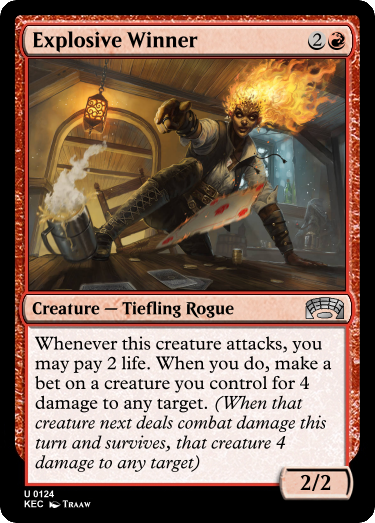 Explosive Winner 2
Creature — Tiefling Rogue
Whenever this creature attacks, you
may pay 2 life. When you do, make a
bet on a creature you control for 4
damage to any target. (When that
creature next deals combat damage this
turn and survives, that creature 4
damage to any target)
2/2
U 0124
KEC Traaw